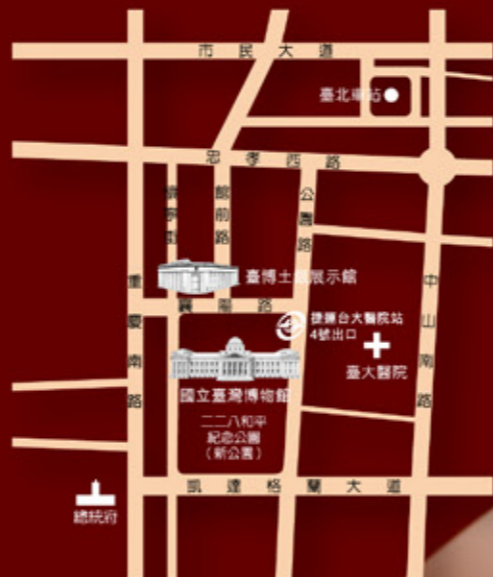 市民大道
臺北車站
忠孝西路
懷寧街
館前路
公園路
臺博土銀展示館
重慶南路
襄陽路
捷運台大醫院站
4號出口
中山南路
臺大醫院
國立臺灣博物館
二二八和平
紀念公園
(新公園)
凱達格蘭大道
總統府